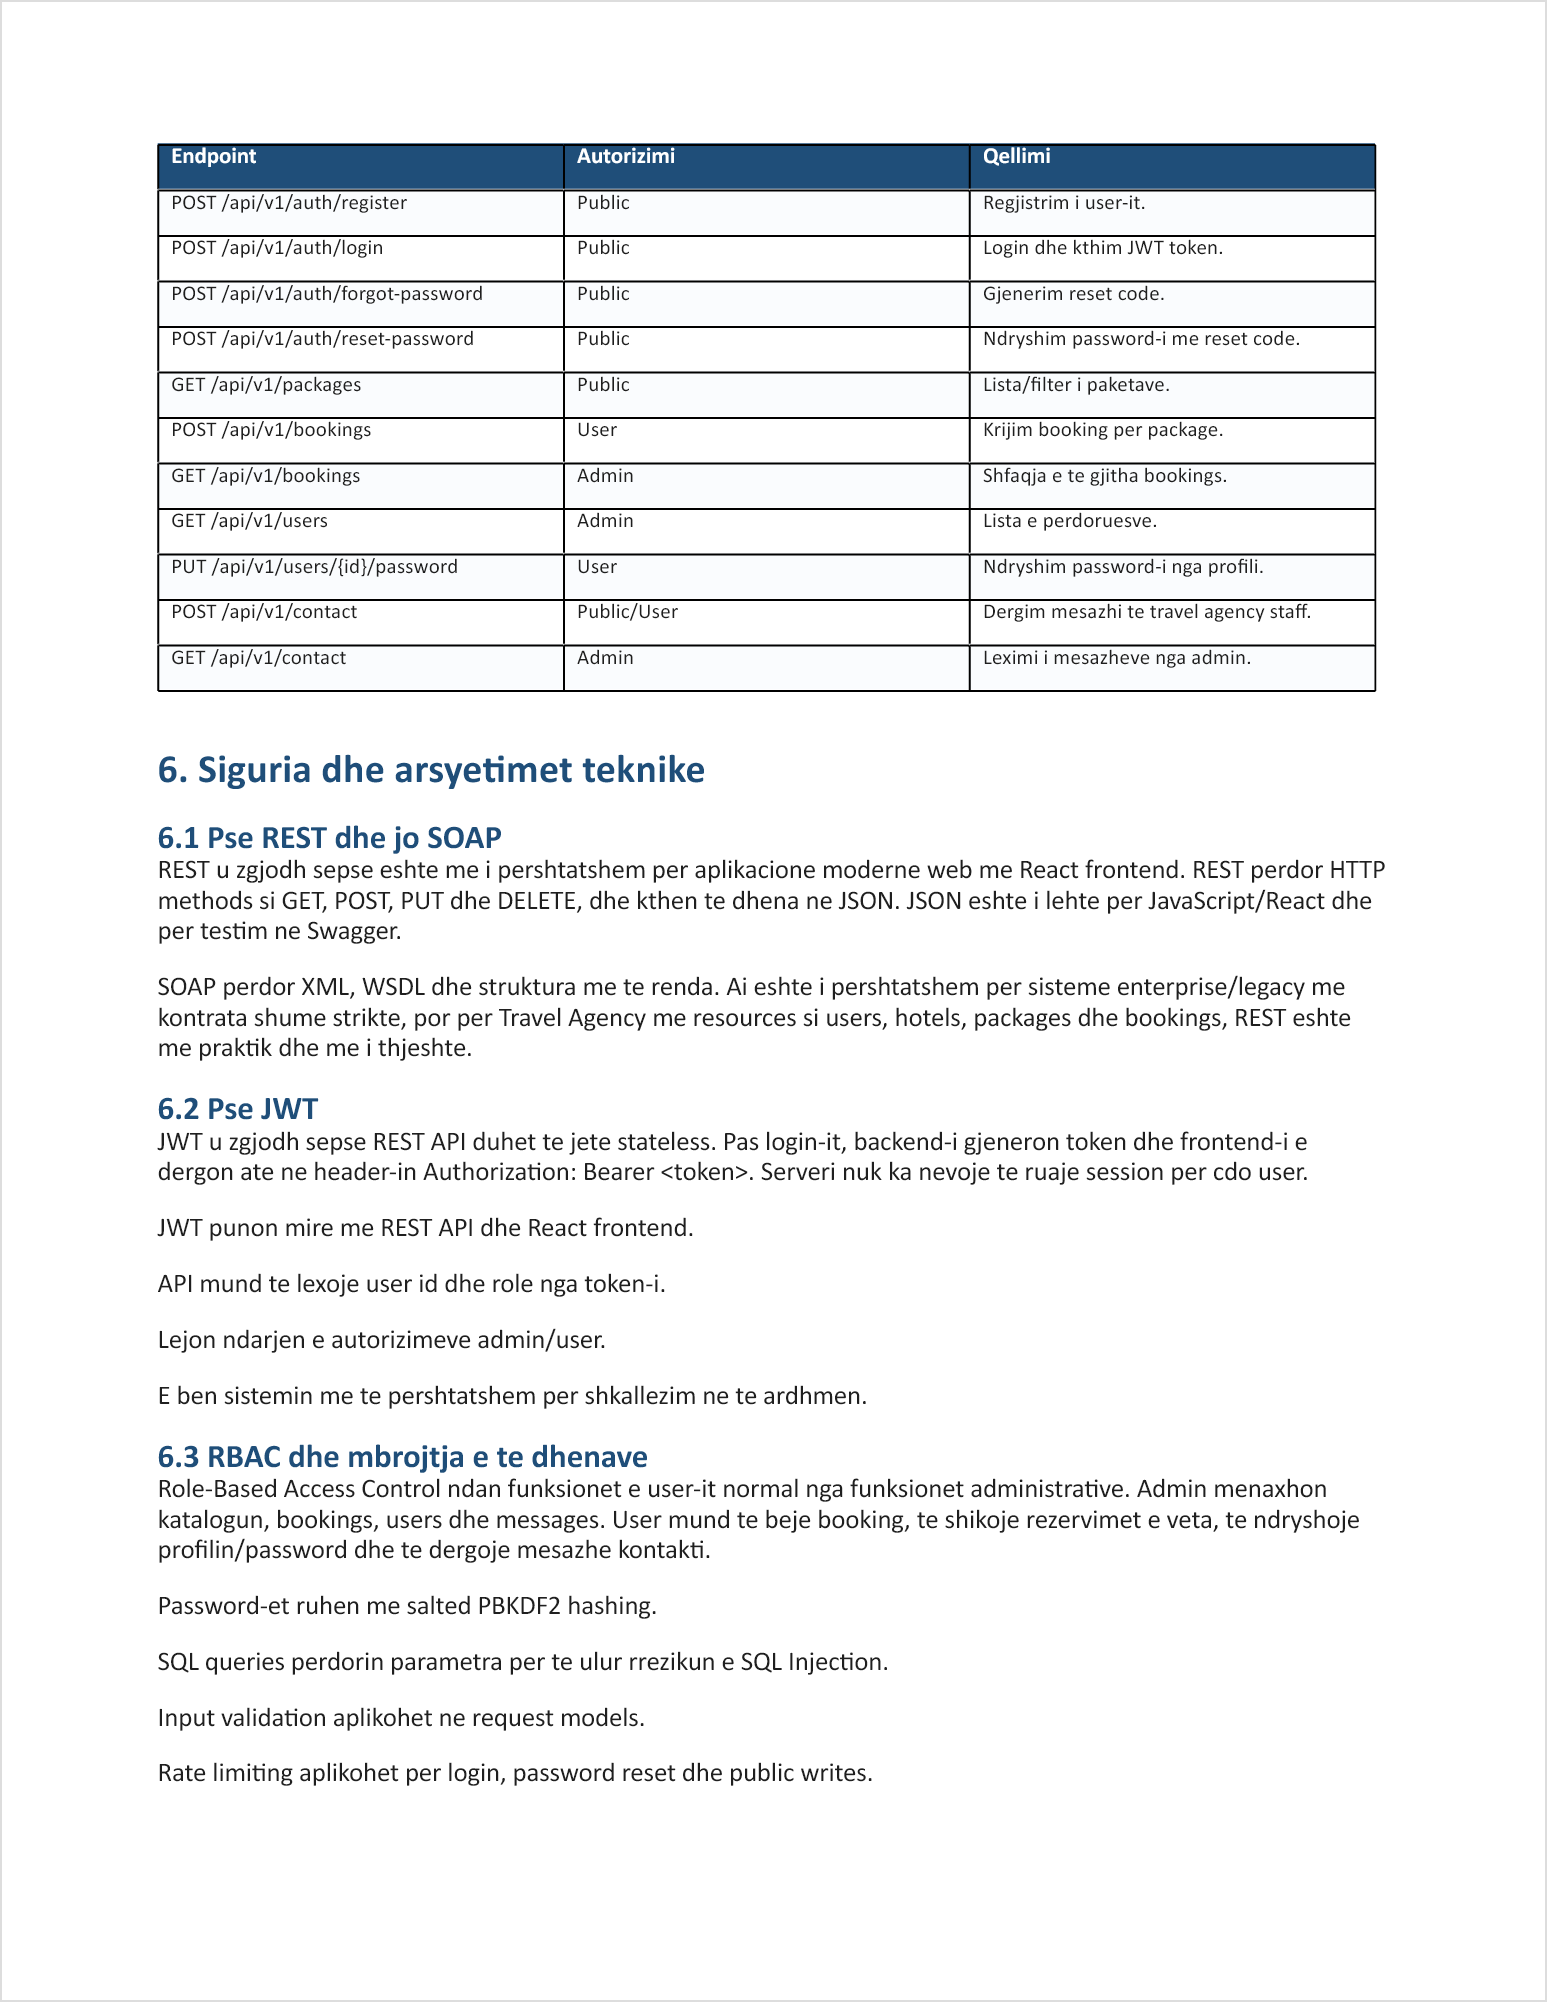 Endpoint Autorizimi Qellimi
POST /api/v1/auth/register Public Regjistrim i user-it.
POST /api/v1/auth/login Public Login dhe kthim JWT token.
POST /api/v1/auth/forgot-password Public Gjenerim reset code.
POST /api/v1/auth/reset-password Public Ndryshim password-i me reset code.
GET /api/v1/packages Public Lista/filter i paketave.
POST /api/v1/bookings User Krijim booking per package.
GET /api/v1/bookings Admin Shfaqja e te gjitha bookings.
GET /api/v1/users Admin Lista e perdoruesve.
PUT /api/v1/users/{id}/password User Ndryshim password-i nga profili.
POST /api/v1/contact Public/User Dergim mesazhi te travel agency staff.
GET /api/v1/contact Admin Leximi i mesazheve nga admin.
6. Siguria dhe arsyetimet teknike
6.1 Pse REST dhe jo SOAP
REST u zgjodh sepse eshte me i pershtatshem per aplikacione moderne web me React frontend. REST perdor HTTP
methods si GET, POST, PUT dhe DELETE, dhe kthen te dhena ne JSON. JSON eshte i lehte per JavaScript/React dhe
per testim ne Swagger.
SOAP perdor XML, WSDL dhe struktura me te renda. Ai eshte i pershtatshem per sisteme enterprise/legacy me
kontrata shume strikte, por per Travel Agency me resources si users, hotels, packages dhe bookings, REST eshte
me praktik dhe me i thjeshte.
6.2 Pse JWT
JWT u zgjodh sepse REST API duhet te jete stateless. Pas login-it, backend-i gjeneron token dhe frontend-i e
dergon ate ne header-in Authorization: Bearer <token>. Serveri nuk ka nevoje te ruaje session per cdo user.
JWT punon mire me REST API dhe React frontend.
API mund te lexoje user id dhe role nga token-i.
Lejon ndarjen e autorizimeve admin/user.
E ben sistemin me te pershtatshem per shkallezim ne te ardhmen.
6.3 RBAC dhe mbrojtja e te dhenave
Role-Based Access Control ndan funksionet e user-it normal nga funksionet administrative. Admin menaxhon
katalogun, bookings, users dhe messages. User mund te beje booking, te shikoje rezervimet e veta, te ndryshoje
profilin/password dhe te dergoje mesazhe kontakti.
Password-et ruhen me salted PBKDF2 hashing.
SQL queries perdorin parametra per te ulur rrezikun e SQL Injection.
Input validation aplikohet ne request models.
Rate limiting aplikohet per login, password reset dhe public writes.